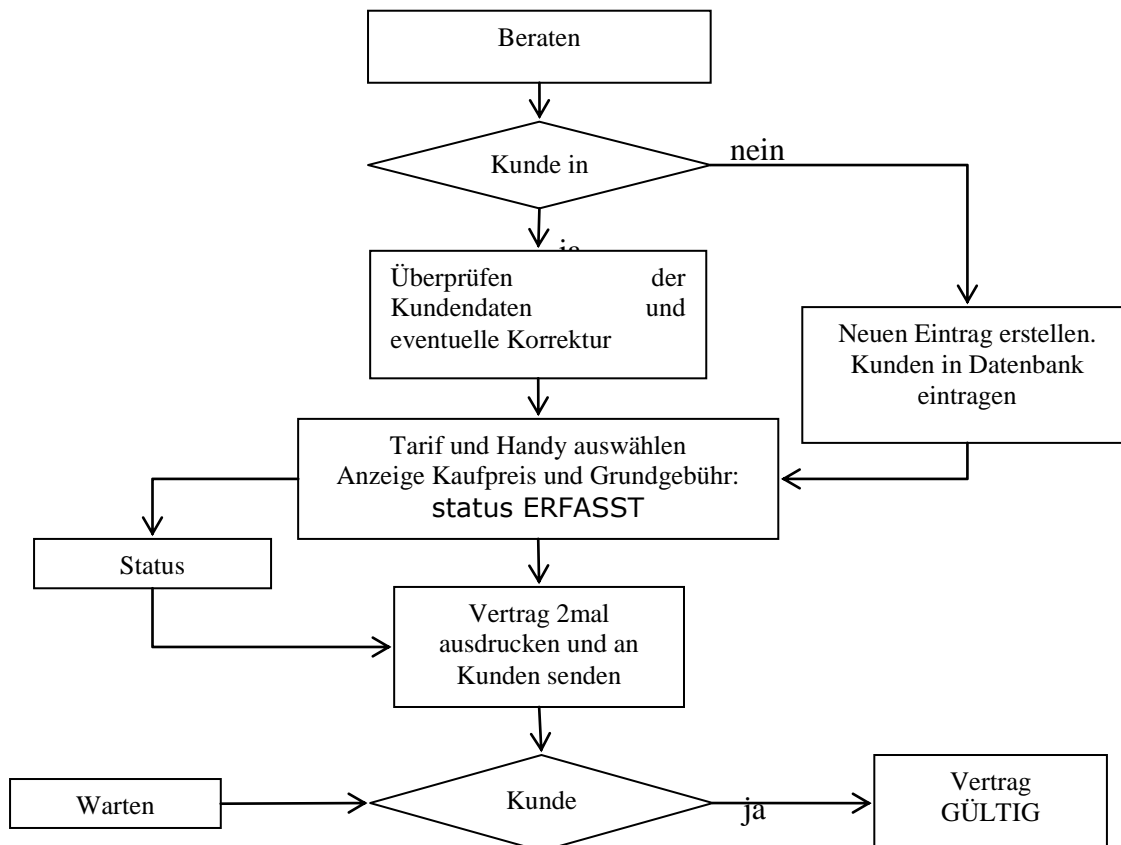 Beraten
Kunde in
nein
ja
Überprüfen der
Kundendaten und
eventuelle Korrektur
Neuen Eintrag erstellen.
Kunden in Datenbank
eintragen
Tarif und Handy auswählen
Anzeige Kaufpreis und Grundgebühr:
status ERFASST
Status
Vertrag 2mal
ausdrucken und an
Kunden senden
Warten
Kunde
ja
Vertrag
GÜLTIG